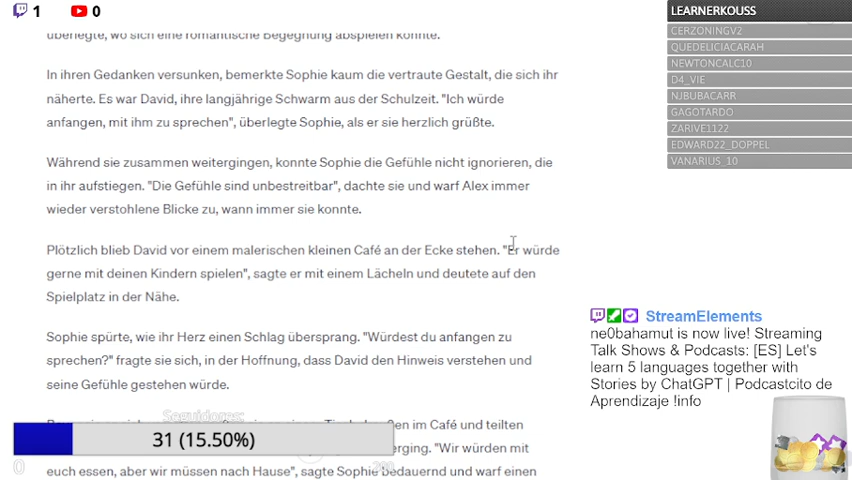 1 0
LEARNERKOUSS
CERZONINGV2
QUEDELICIACARAH
NEWTONCALC10
D4_VIE
NJBUBACARR
GAGOTARDO
ZARIVE1122
EDWARD22_DOPPEL
VANARIUS_10
überlegte, wo sich eine romantische Begegnung abspielen könnte.
In ihren Gedanken versunken, bemerkte Sophie kaum die vertraute Gestalt, die sich ihr
näherte. Es war David, ihre langjährige Schwarm aus der Schulzeit. "Ich würde
anfangen, mit ihm zu sprechen", überlegte Sophie, als er sie herzlich grüßte.
Während sie zusammen weitergingen, konnte Sophie die Gefühle nicht ignorieren, die
in ihr aufstiegen. "Die Gefühle sind unbestreitbar", dachte sie und warf Alex immer
wieder verstohlene Blicke zu, wann immer sie konnte.
Plötzlich blieb David vor einem malerischen kleinen Café an der Ecke stehen. "Er würde
gerne mit deinen Kindern spielen", sagte er mit einem Lächeln und deutete auf den
Spielplatz in der Nähe.
Sophie spürte, wie ihr Herz einen Schlag übersprang. "Würdest du anfangen zu
sprechen?" fragte sie sich, in der Hoffnung, dass David den Hinweis verstehen und
seine Gefühle gestehen würde.
im Café und teilten
"Wir würden mit
euch essen, aber wir müssen nach Hause", sagte Sophie bedauernd und warf einen
Seguidores:
31 (15.50%)
0 200
StreamElements
ne0bahamut is now live! Streaming
Talk Shows & Podcasts: [ES] Let's
learn 5 languages together with
Stories by ChatGPT | Podcastcito de
Aprendizaje !info